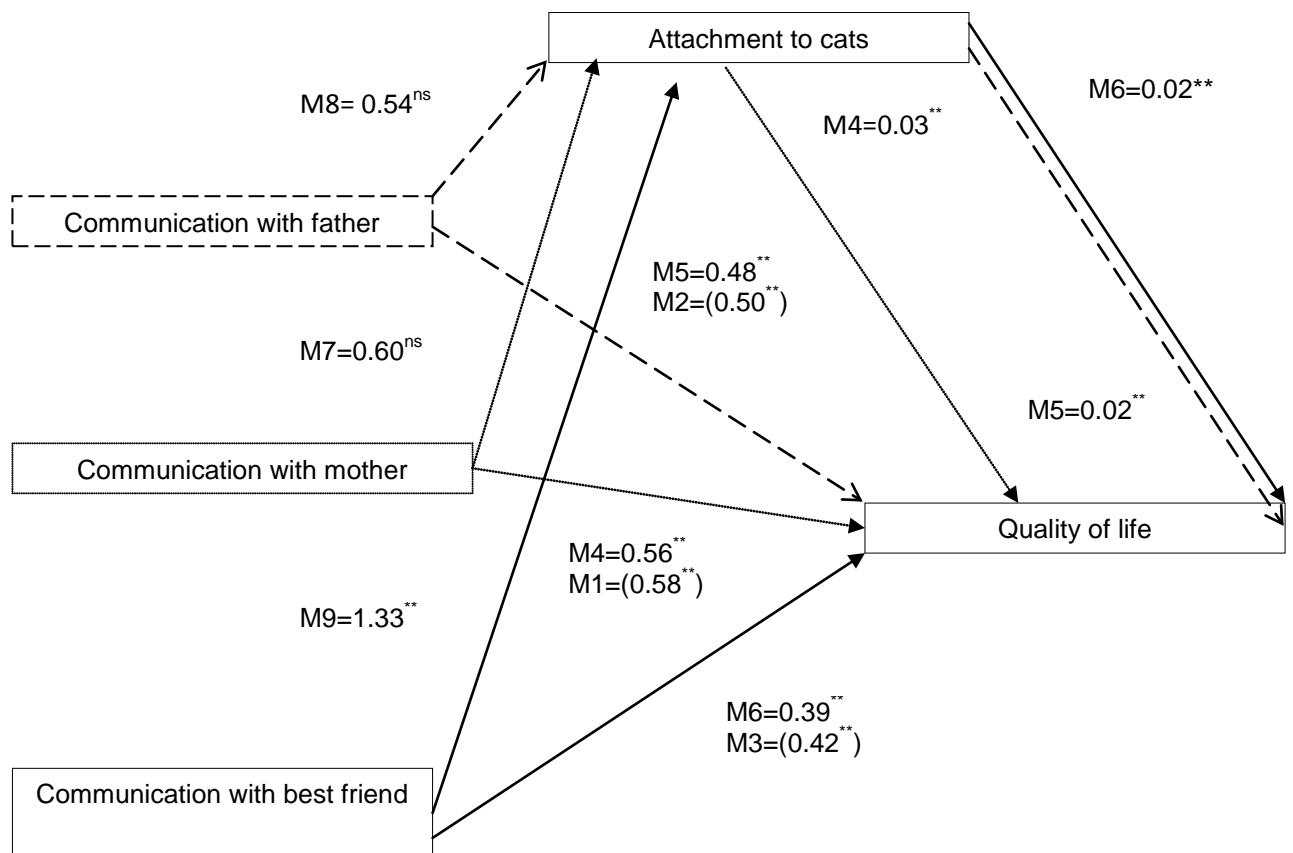 Attachment to cats
M8= 0.54ns
M6=0.02**
M4=0.03**
Communication with father
M5=0.48**
M2=(0.50**)
M7=0.60ns
M5=0.02**
Communication with mother
Quality of life
M4=0.56**
M1=(0.58**)
M9=1.33**
M6=0.39**
M3=(0.42**)
Communication with best friend